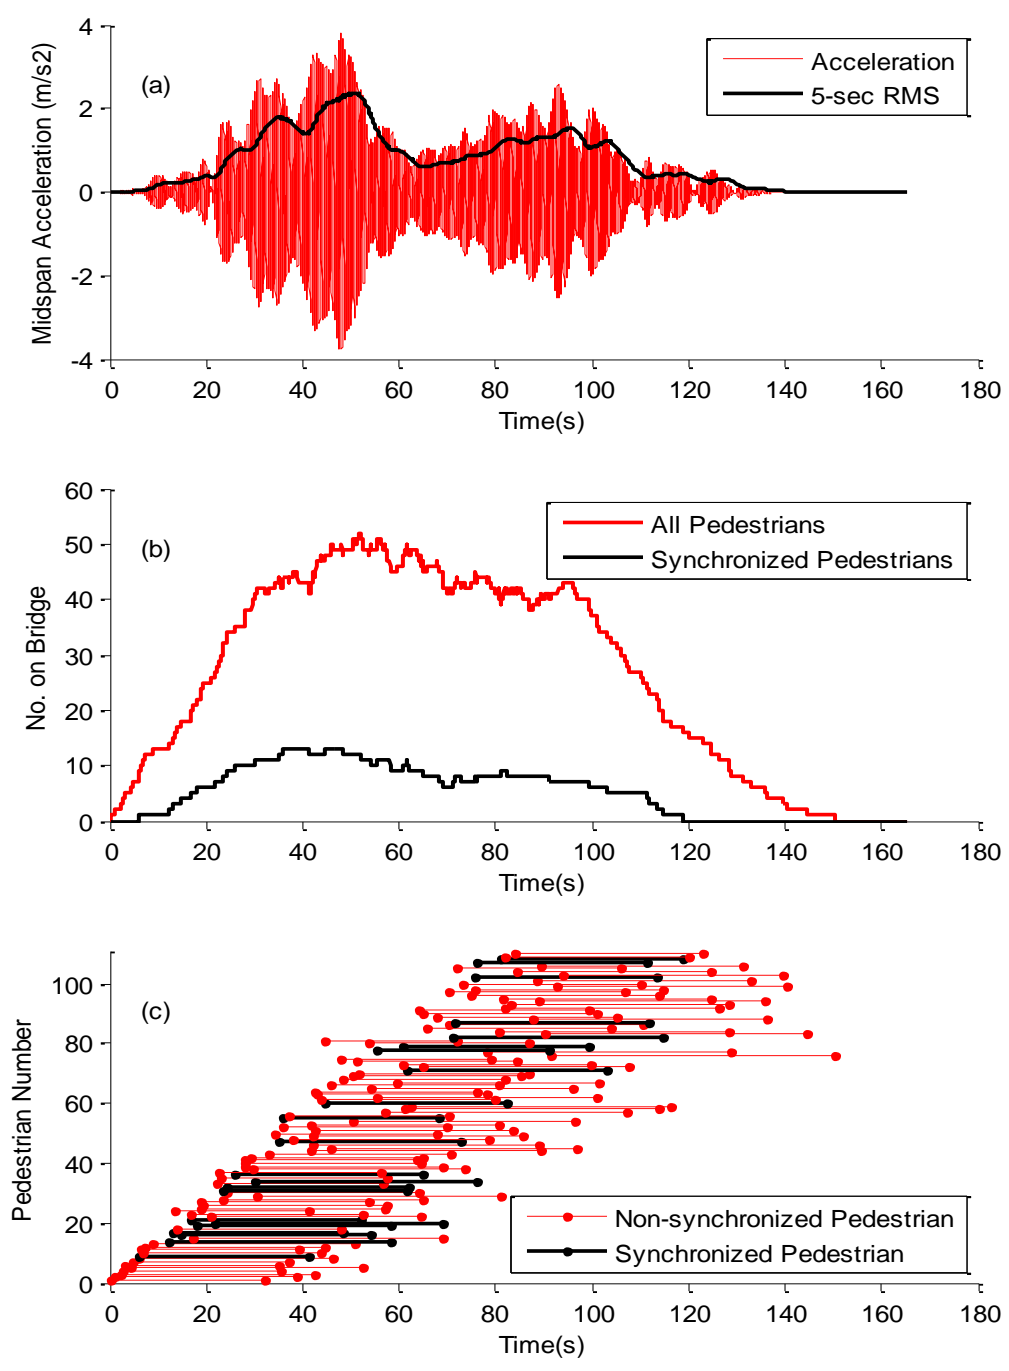 4
2
0
-2
-4
Midspan Acceleration (m/s2)
(a)
Acceleration
5-sec RMS
0 20 40 60 80 100 120 140 160 180
Time(s)
60
50
40
30
20
10
0
No. on Bridge
(b)
All Pedestrians
Synchronized Pedestrians
0 20 40 60 80 100 120 140 160 180
Time(s)
100
80
60
40
20
0
Pedestrian Number
(c)
Non-synchronized Pedestrian
Synchronized Pedestrian
0 20 40 60 80 100 120 140 160 180
Time(s)